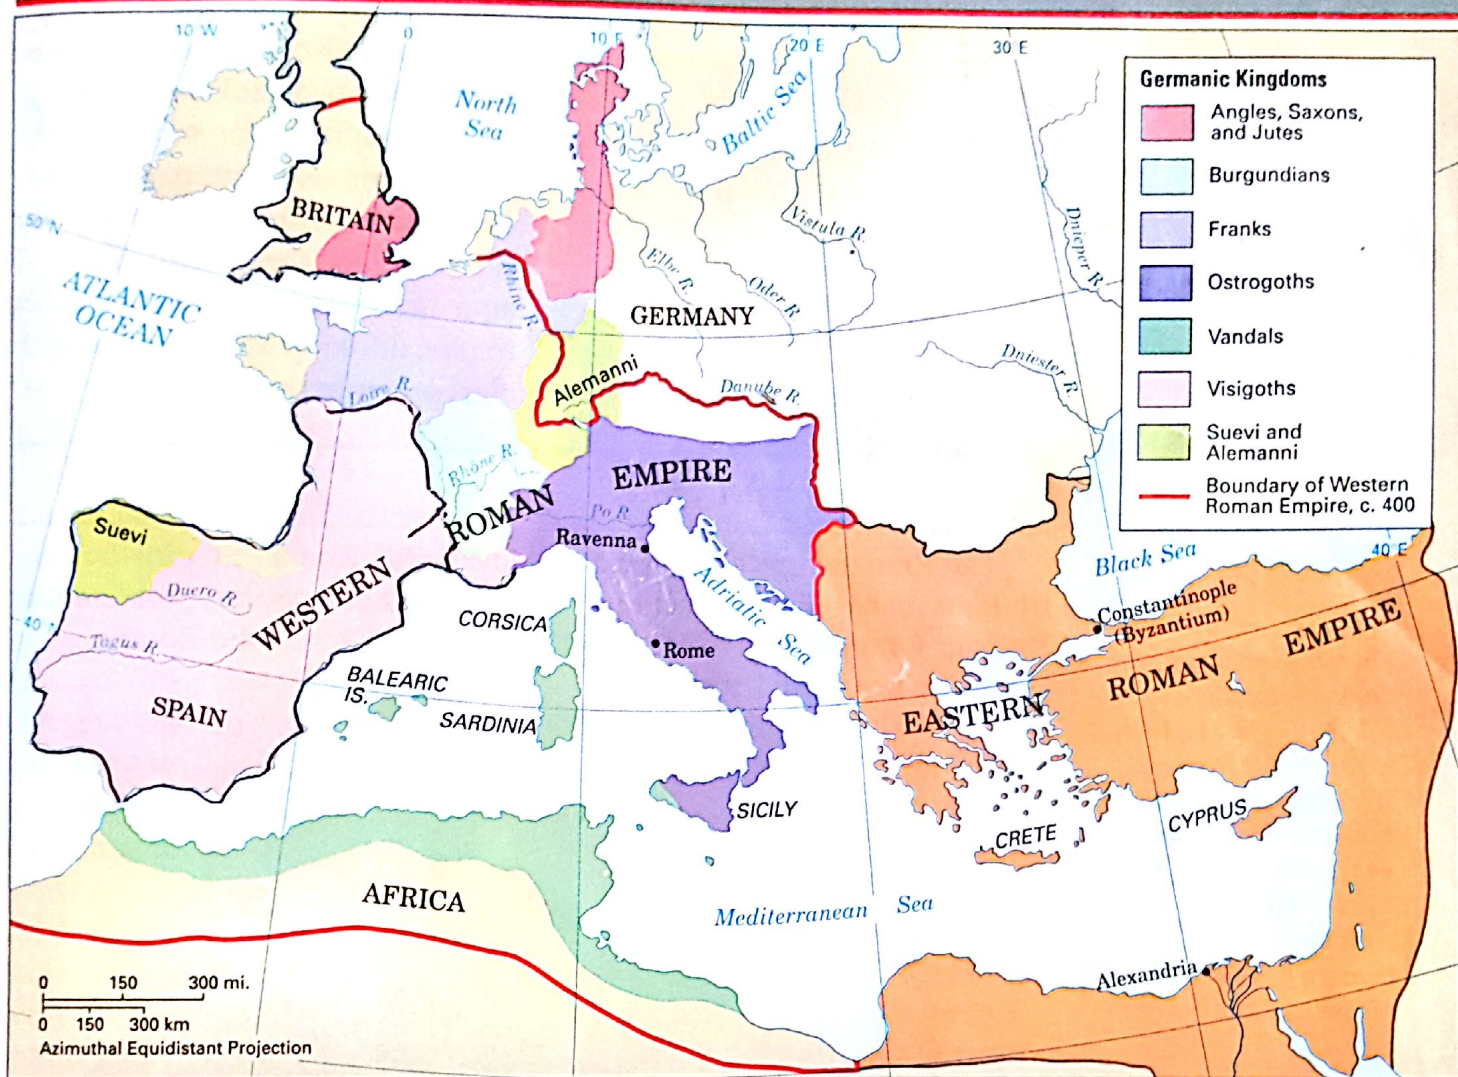 10 W
0
10 E
20 E
30 E
40 E
50 N
40 N
North
Sea
Baltic Sea
BRITAIN
ATLANTIC
OCEAN
Rhine R.
Elbe R.
Oder R.
Vistula R.
Dnieper R.
Dniester R.
GERMANY
Loire R.
Alemanni
Danube R.
Rhône R.
Po R.
WESTERN
ROMAN
EMPIRE
Suevi
Duero R.
Tagus R.
SPAIN
Ravenna
Adriatic Sea
Rome
CORSICA
BALEARIC
IS.
SARDINIA
SICILY
Black Sea
Constantinople
(Byzantium)
EASTERN
ROMAN
EMPIRE
CRETE
CYPRUS
AFRICA
Mediterranean Sea
Alexandria
Germanic Kingdoms
Angles, Saxons,
and Jutes
Burgundians
Franks
Ostrogoths
Vandals
Visigoths
Suevi and
Alemanni
Boundary of Western
Roman Empire, c. 400
0 150 300 mi.
0 150 300 km
Azimuthal Equidistant Projection